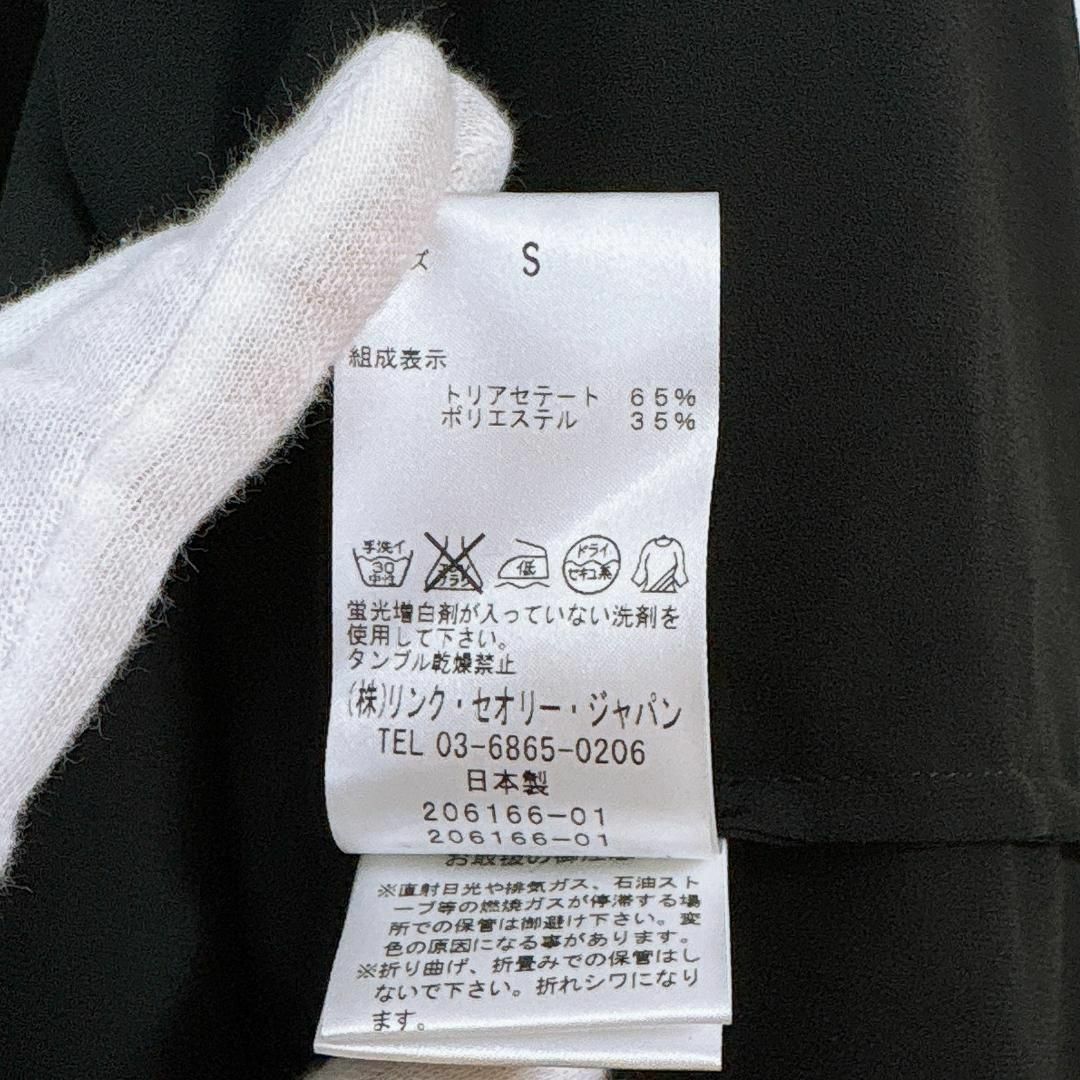 ズ S
組成表示
トリアセテート 65%
ポリエステル 35%
手洗イ 30 中性
低
ドライ セキユ系
蛍光増白剤が入っていない洗剤を
使用して下さい。
タンブル乾燥禁止
(株)リンク・セオリー・ジャパン
TEL 03-6865-0206
日本製
206166-01
206166-01
※直射日光や排気ガス、石油スト
ーブ等の燃焼ガスが停滞する場
所での保管は御避け下さい。変
色の原因になる事があります。
※折り曲げ、折畳みでの保管はし
ないで下さい。折れシワになり
ます。